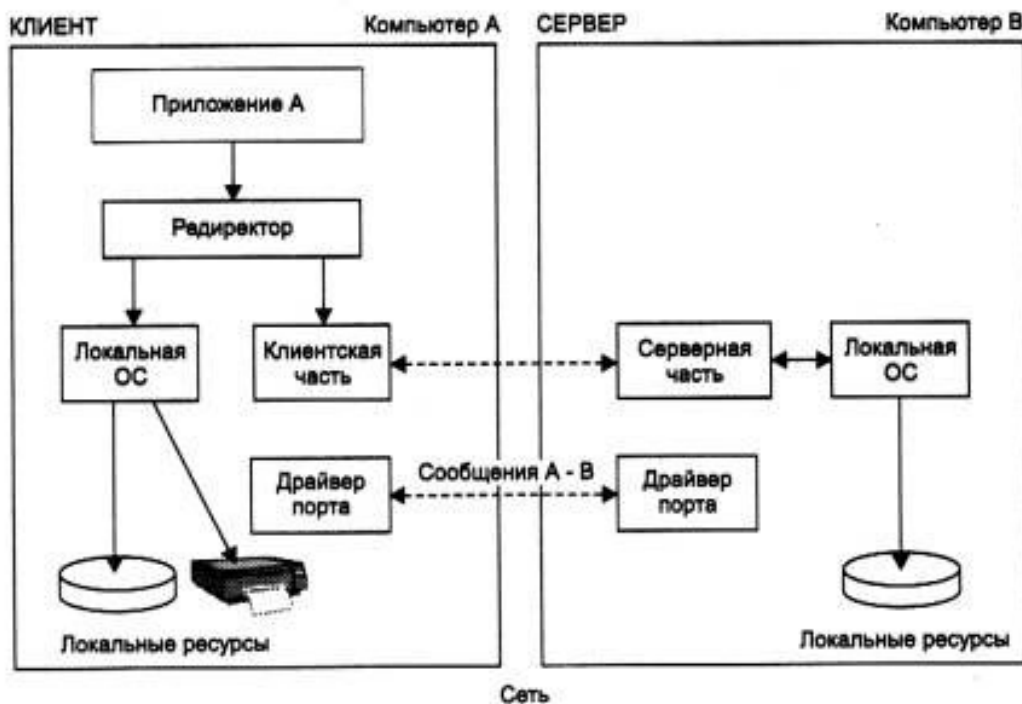 КЛИЕНТ
Компьютер A
СЕРВЕР
Компьютер B
Приложение A
Редиректор
Локальная
ОС
Клиентская
часть
Серверная
часть
Локальная
ОС
Драйвер
порта
Сообщения A - B
Драйвер
порта
Локальные ресурсы
Локальные ресурсы
Сеть